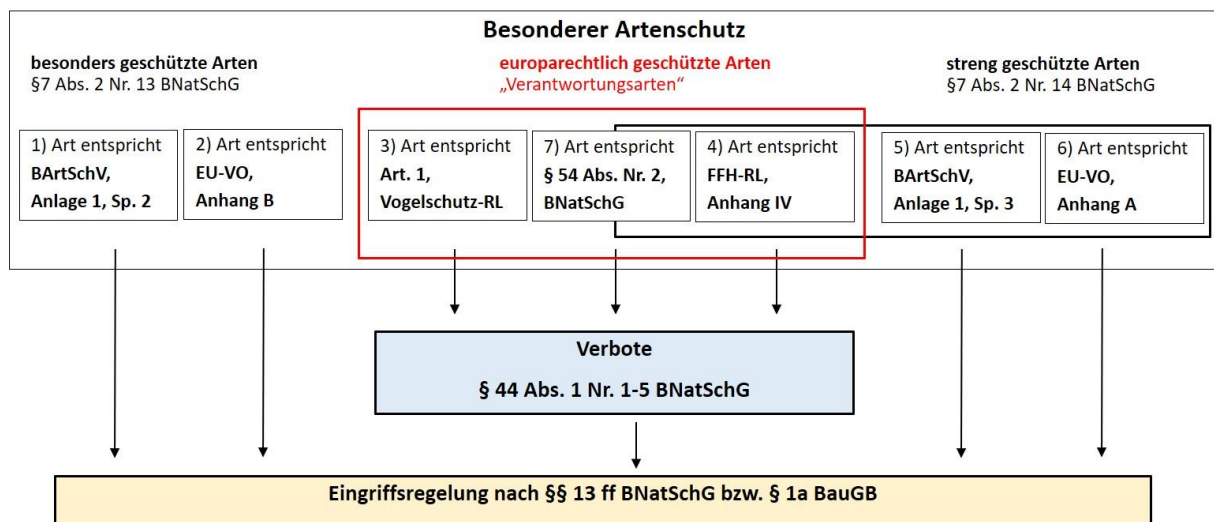 Besonderer Artenschutz
besonders geschützte Arten
§7 Abs. 2 Nr. 13 BNatSchG
europarechtlich geschützte Arten
„Verantwortungsarten“
streng geschützte Arten
§7 Abs. 2 Nr. 14 BNatSchG
1) Art entspricht
BArtSchV,
Anlage 1, Sp. 2
2) Art entspricht
EU-VO,
Anhang B
3) Art entspricht
Art. 1,
Vogelschutz-RL
7) Art entspricht
§ 54 Abs. Nr. 2,
BNatSchG
4) Art entspricht
FFH-RL,
Anhang IV
5) Art entspricht
BArtSchV,
Anlage 1, Sp. 3
6) Art entspricht
EU-VO,
Anhang A
Verbote
§ 44 Abs. 1 Nr. 1-5 BNatSchG
Eingriffsregelung nach §§ 13 ff BNatSchG bzw. § 1a BauGB